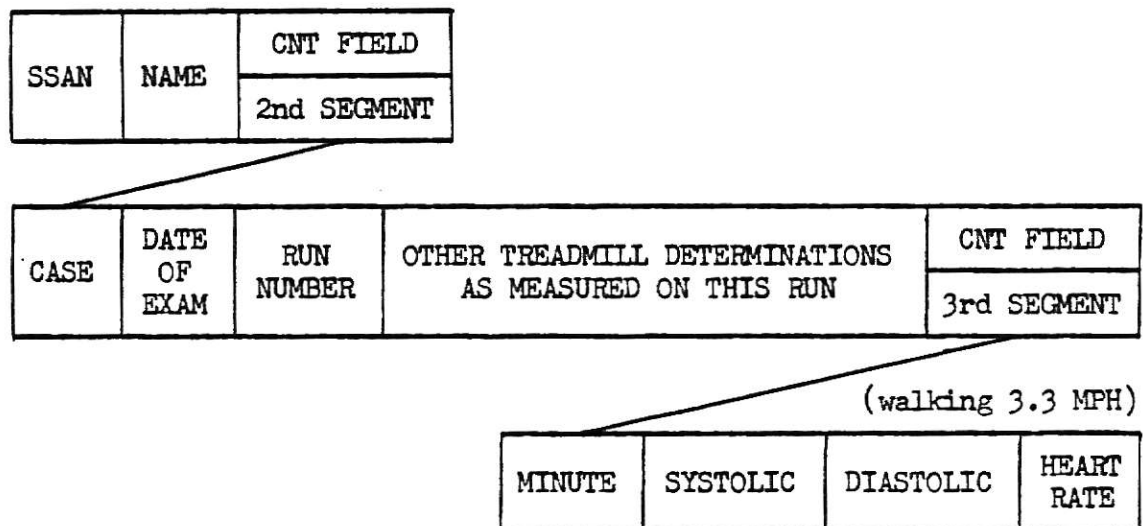 SSAN NAME CNT FIELD
2nd SEGMENT
CASE DATE OF EXAM RUN NUMBER OTHER TREADMILL DETERMINATIONS AS MEASURED ON THIS RUN CNT FIELD
3rd SEGMENT
(walking 3.3 MPH)
MINUTE SYSTOLIC DIASTOLIC HEART RATE